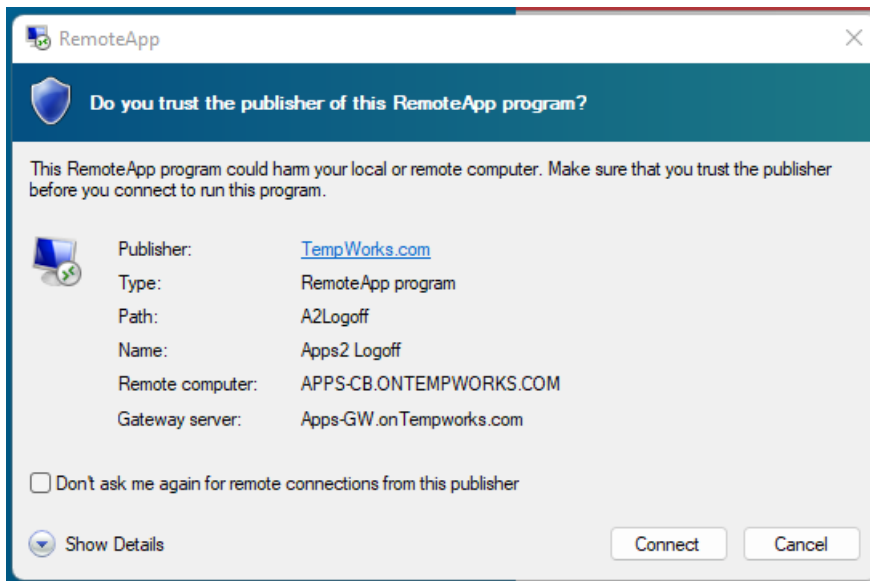 RemoteApp
Do you trust the publisher of this RemoteApp program?
This RemoteApp program could harm your local or remote computer. Make sure that you trust the publisher
before you connect to run this program.
Publisher: TempWorks.com
Type: RemoteApp program
Path: A2Logoff
Name: Apps2 Logoff
Remote computer: APPS-CB.ONTEMPWORKS.COM
Gateway server: Apps-GW.onTempworks.com
Don't ask me again for remote connections from this publisher
Show Details Connect Cancel